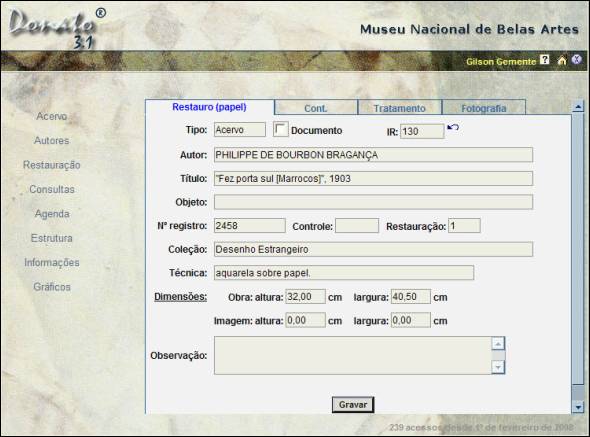 Donato ®
3.1
Museu Nacional de Belas Artes
Gilson Gemente ?
Acervo
Autores
Restauração
Consultas
Agenda
Estrutura
Informações
Gráficos
Restauro (papel) Cont. Tratamento Fotografia
Tipo: Acervo Documento IR: 130
Autor: PHILIPPE DE BOURBON BRAGANÇA
Título: "Fez porta sul [Marrocos]", 1903
Objeto:
Nº registro: 2458 Controle: Restauração: 1
Coleção: Desenho Estrangeiro
Técnica: aquarela sobre papel.
Dimensões: Obra: altura: 32,00 cm largura: 40,50 cm
Imagem: altura: 0,00 cm largura: 0,00 cm
Observação:
Gravar
239 acessos desde 1º de fevereiro de 2008